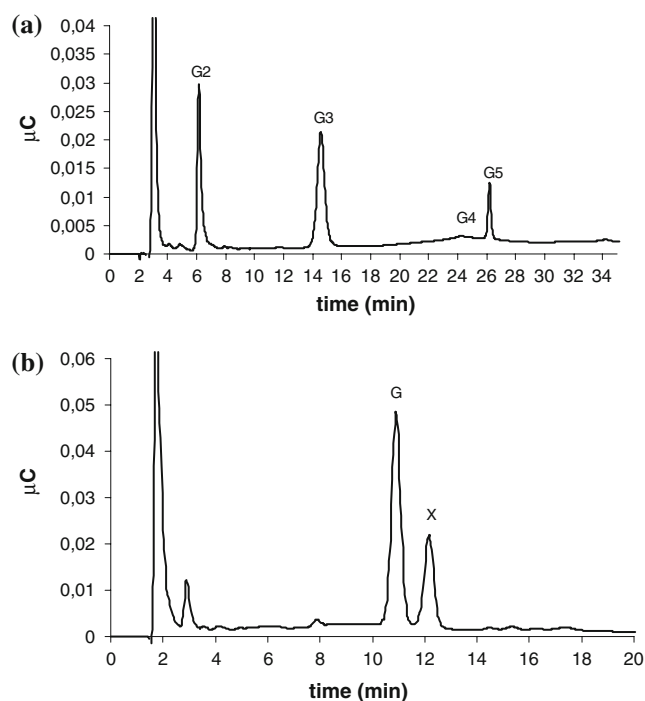 (a)
μC
0,04
0,035
0,03
0,025
0,02
0,015
0,01
0,005
0
G2
G3
G4
G5
0 2 4 6 8 10 12 14 16 18 20 22 24 26 28 30 32 34
time (min)
(b)
μC
0,06
0,05
0,04
0,03
0,02
0,01
0
G
X
0 2 4 6 8 10 12 14 16 18 20
time (min)